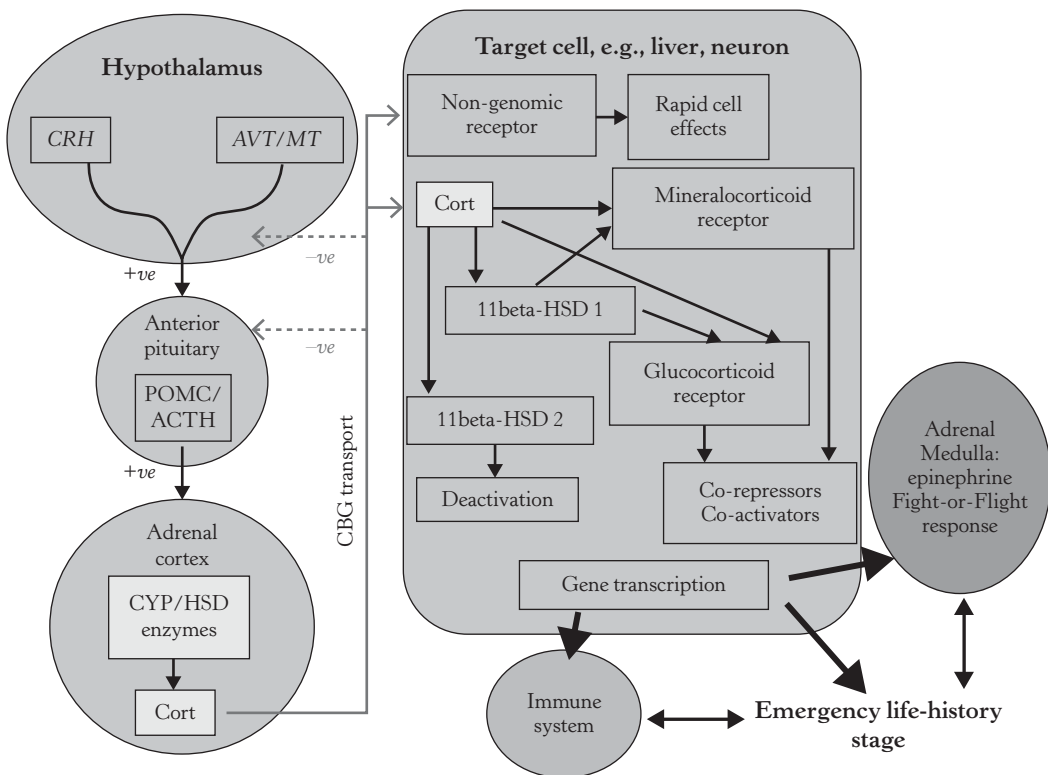 Hypothalamus
CRH
AVT/MT
+ve
–ve
Anterior
pituitary
POMC/
ACTH
–ve
+ve
Adrenal
cortex
CYP/HSD
enzymes
Cort
CBG transport
Target cell, e.g., liver, neuron
Non-genomic
receptor
Rapid cell
effects
Cort
Mineralocorticoid
receptor
11beta-HSD 1
Glucocorticoid
receptor
11beta-HSD 2
Deactivation
Co-repressors
Co-activators
Gene transcription
Adrenal
Medulla:
epinephrine
Fight-or-Flight
response
Immune
system
Emergency life-history
stage